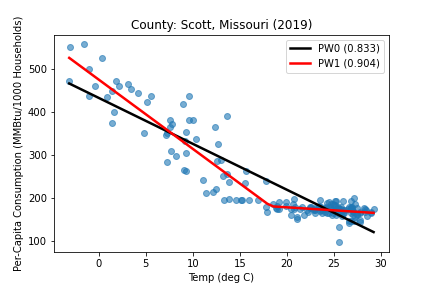 County: Scott, Missouri (2019)
PW0 (0.833)
PW1 (0.904)
Per-Capita Consumption (MMBtu/1000 Households)
500
400
300
200
100
0 5 10 15 20 25 30
Temp (deg C)